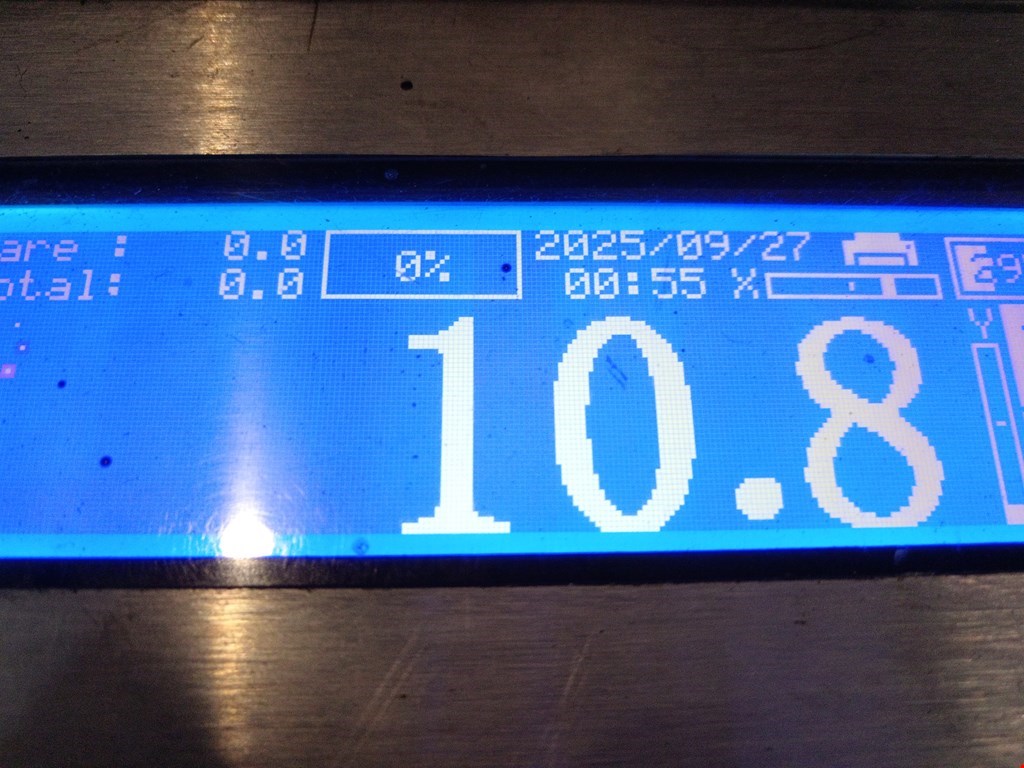 are : 0.0 0% 2025/09/27
otal: 0.0 00:55 X
Y
10.8